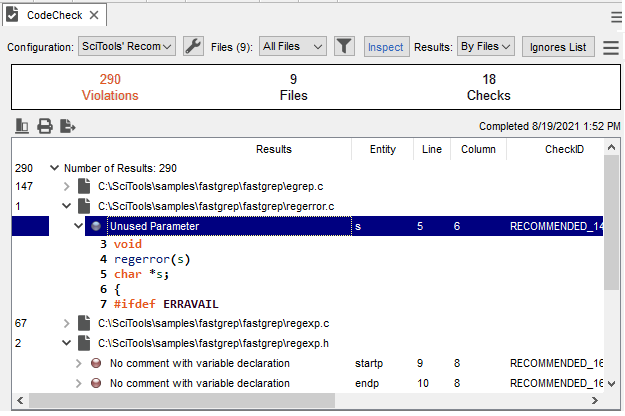 CodeCheck
Configuration: SciTools' Recom Files (9): All Files Inspect Results: By Files Ignores List
290 9 18
Violations Files Checks
Completed 8/19/2021 1:52 PM
Results Entity Line Column CheckID
290 Number of Results: 290
147 C:\SciTools\samples\fastgrep\fastgrep\egrep.c
1 C:\SciTools\samples\fastgrep\fastgrep\regerror.c
Unused Parameter s 5 6 RECOMMENDED_14
3 void
4 regerror(s)
5 char *s;
6 {
7 #ifdef ERRAVAIL
67 C:\SciTools\samples\fastgrep\fastgrep\regexp.c
2 C:\SciTools\samples\fastgrep\fastgrep\regexp.h
No comment with variable declaration startp 9 8 RECOMMENDED_16
No comment with variable declaration endp 10 8 RECOMMENDED_16